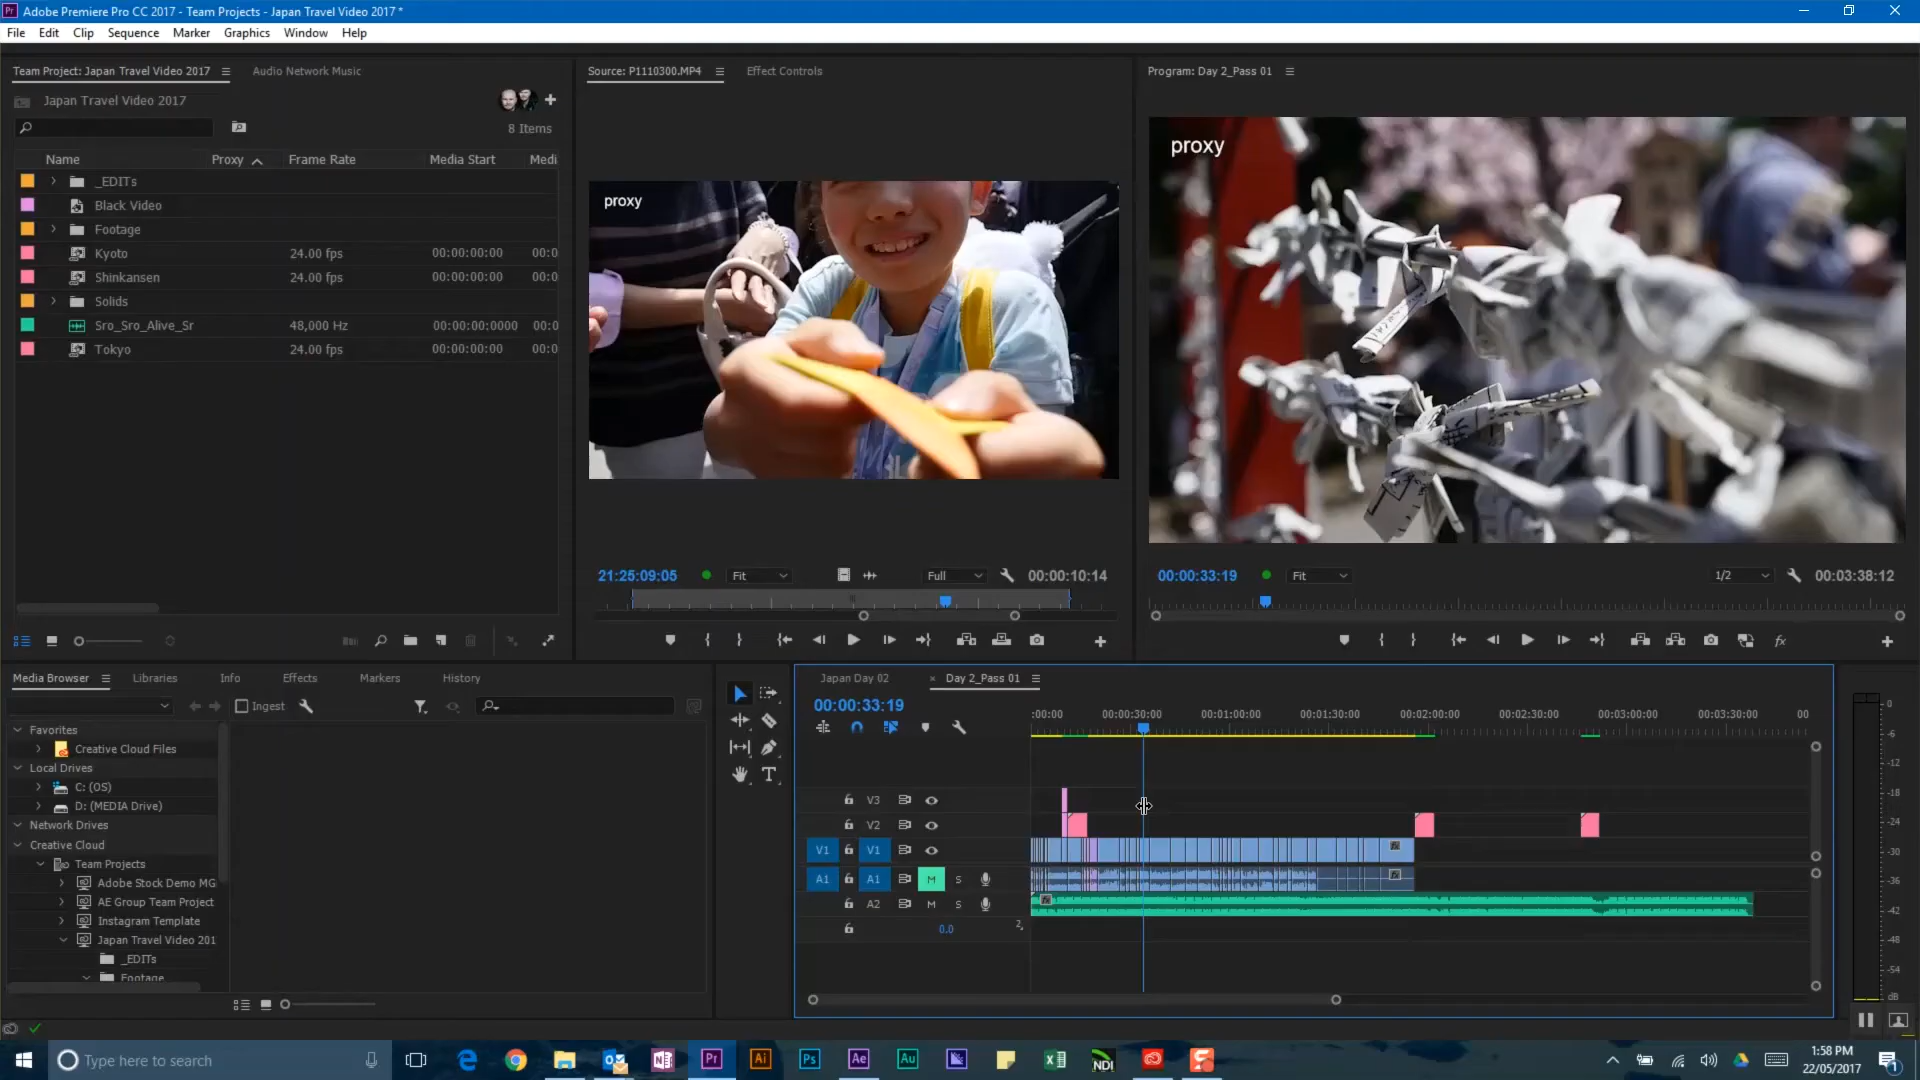 Adobe Premiere Pro CC 2017 - Team Projects - Japan Travel Video 2017 *
File Edit Clip Sequence Marker Graphics Window Help
Team Project: Japan Travel Video 2017
Audio Network Music
Japan Travel Video 2017
8 Items
Name Proxy Frame Rate Media Start Medi
_EDITs
Black Video
Footage
Kyoto 24.00 fps 00:00:00:00 00:0
Shinkansen 24.00 fps 00:00:00:00 00:0
Solids
Sro_Sro_Alive_Sr 48,000 Hz 00:00:00:0000 00:0
Tokyo 24.00 fps 00:00:00:00 00:0
Source: P1110300.MP4
Effect Controls
proxy
21:25:09:05 Fit Full 00:00:10:14
Program: Day 2_Pass 01
proxy
00:00:33:19 Fit 1/2 00:03:38:12
fx
Media Browser Libraries Info Effects Markers History
Ingest
Favorites
Creative Cloud Files
Local Drives
C: (OS)
D: (MEDIA Drive)
Network Drives
Creative Cloud
Team Projects
Adobe Stock Demo MG
AE Group Team Project
Instagram Template
Japan Travel Video 201
_EDITs
Footage
T
Japan Day 02
× Day 2_Pass 01
00:00:33:19
:00:00 00:00:30:00 00:01:00:00 00:01:30:00 00:02:00:00 00:02:30:00 00:03:00:00 00:03:30:00 00
V3
V2
V1 V1 fx
A1 A1 M S fx
A2 M S fx
0.0
0
-6
-12
-18
-24
-30
-36
-42
-48
-54
dB
Type here to search
Pr Ai Ps Ae Au NDI
1:58 PM
22/05/2017
1